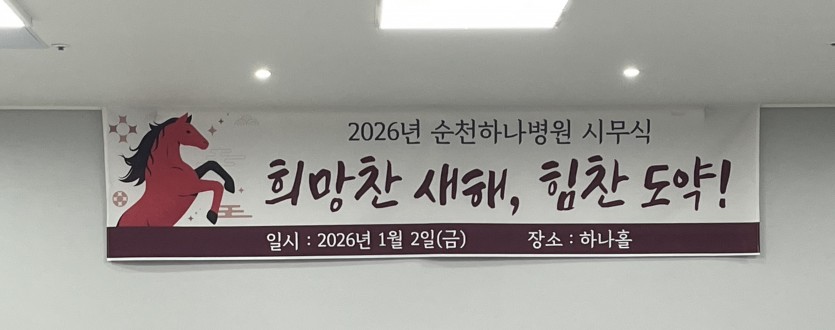 2026년 순천하나병원 시무식
희망찬 새해, 힘찬 도약!
일시 : 2026년 1월 2일(금) 장소 : 하나홀